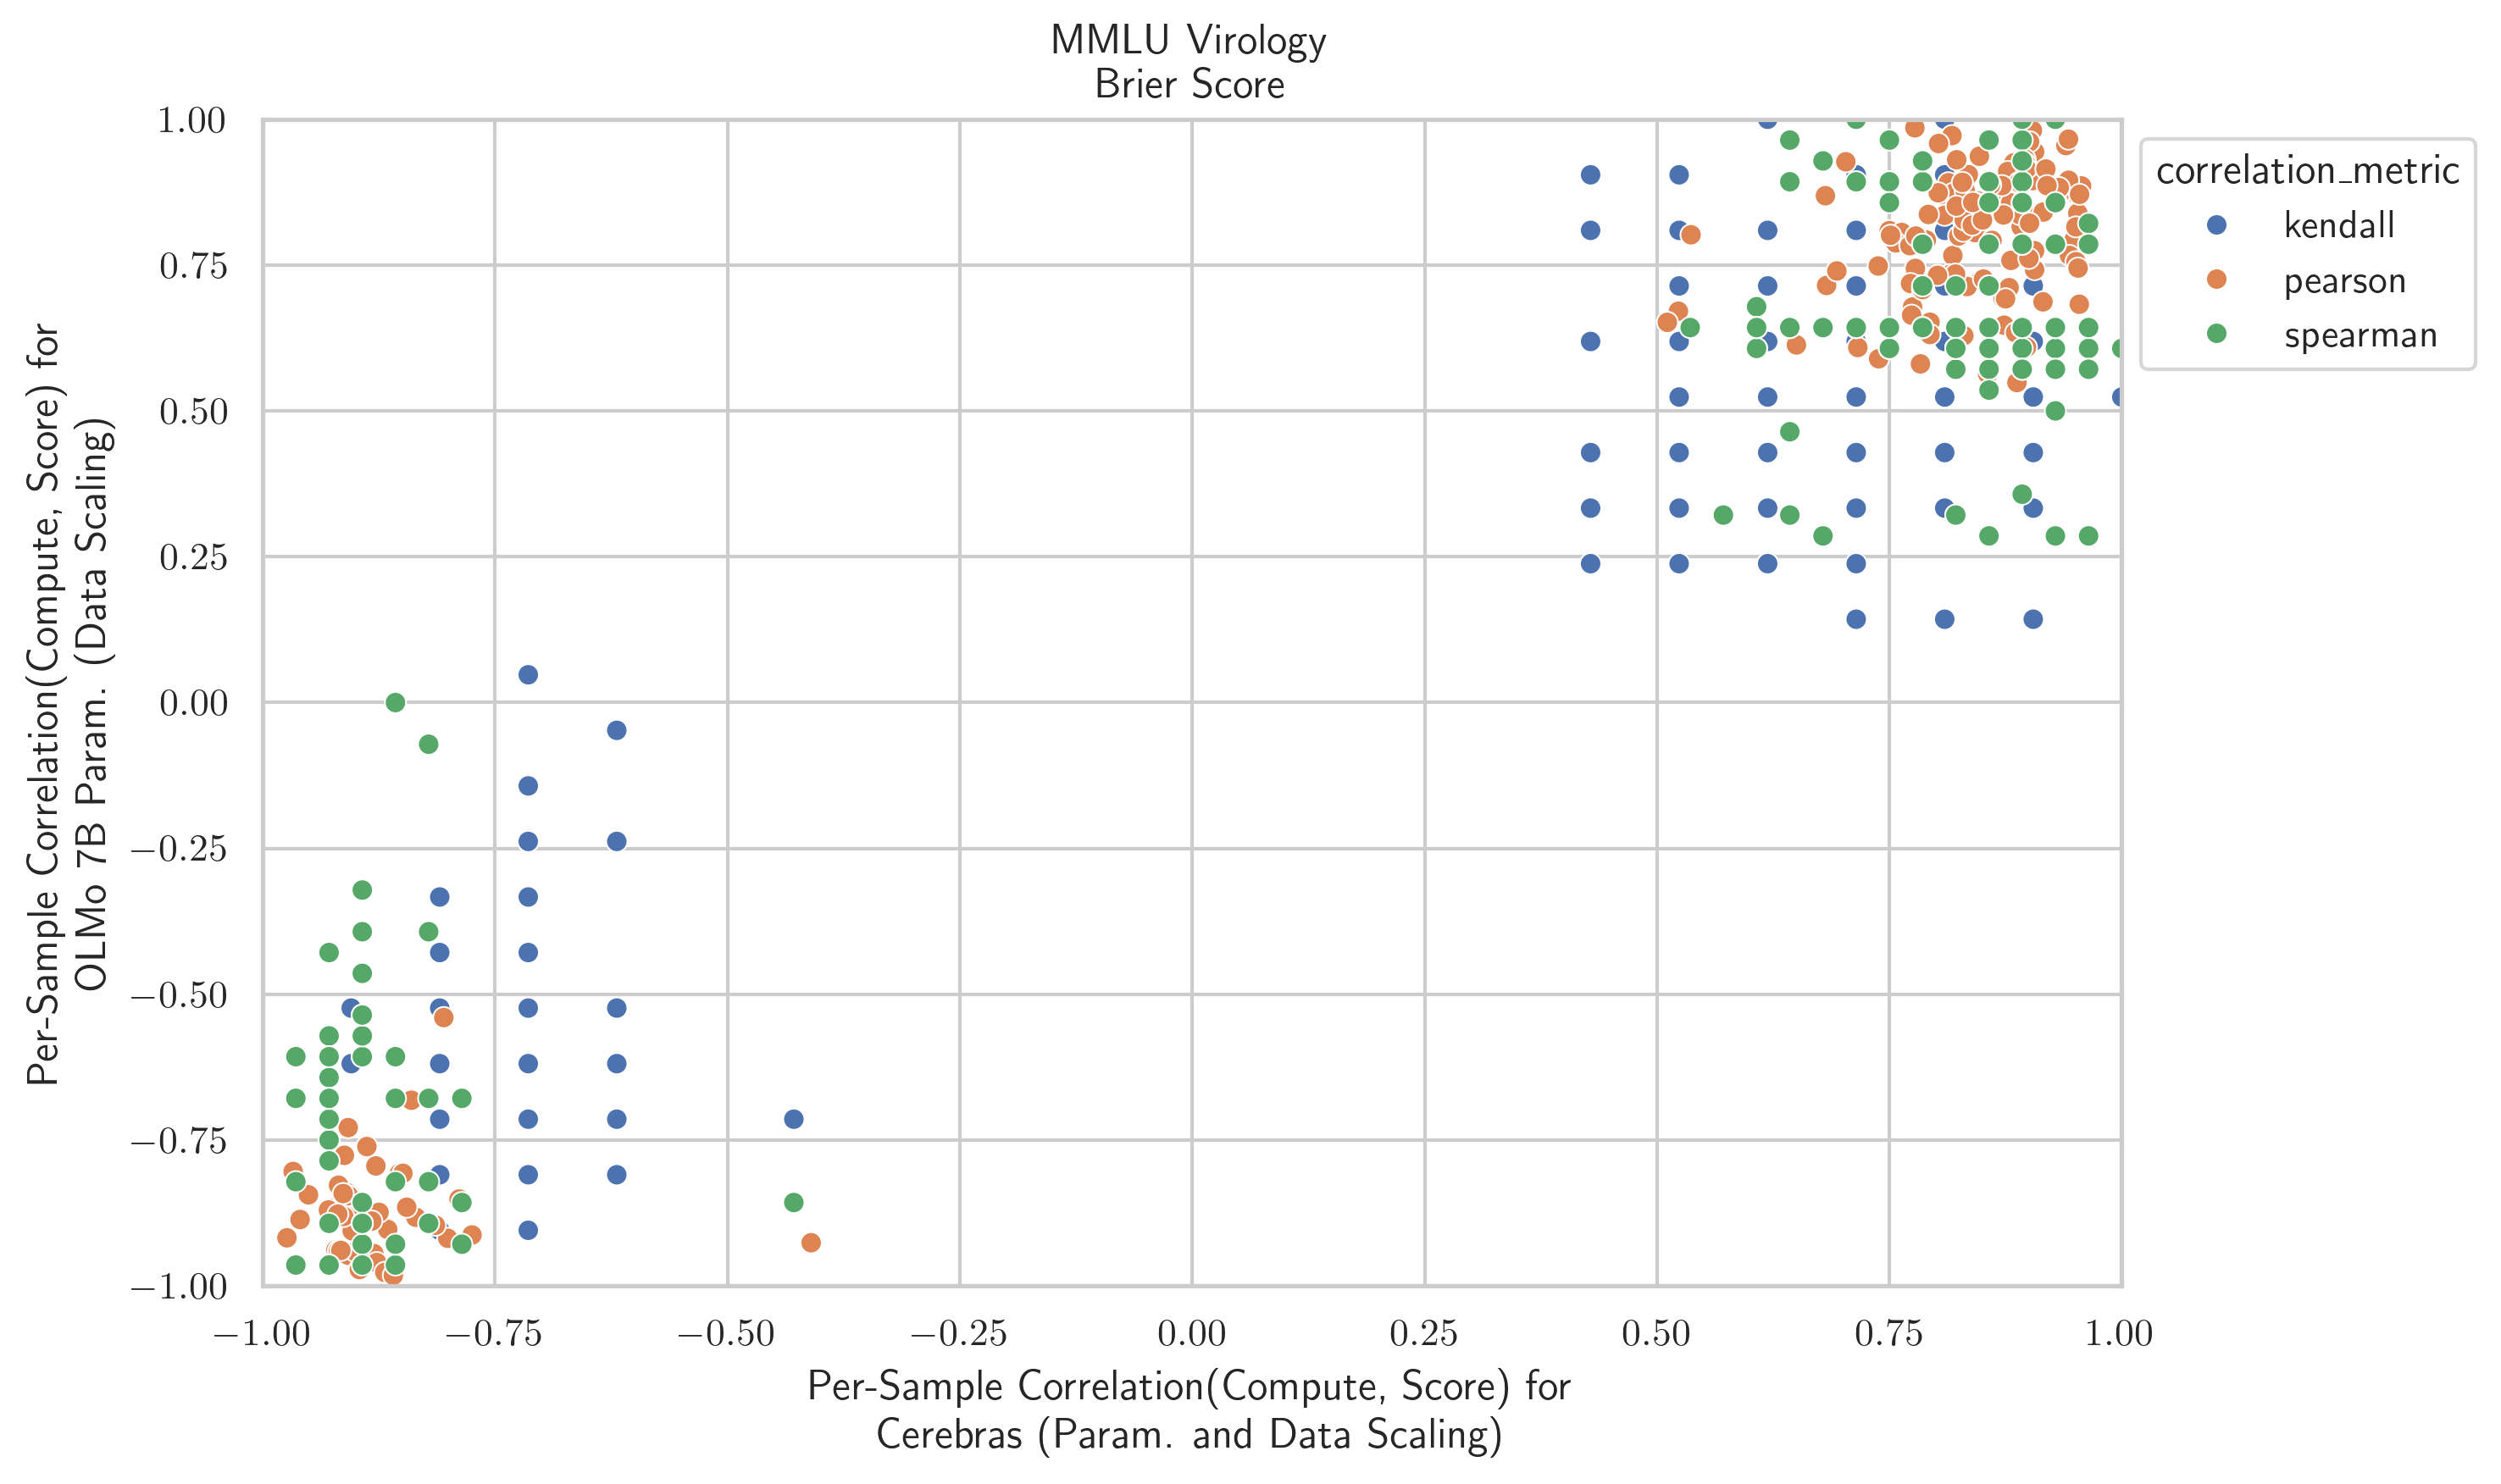 MMLU Virology
Brier Score
Per-Sample Correlation(Compute, Score) for
OLMo 7B Param. (Data Scaling)
1.00
0.75
0.50
0.25
0.00
−0.25
−0.50
−0.75
−1.00
−1.00 −0.75 −0.50 −0.25 0.00 0.25 0.50 0.75 1.00
Per-Sample Correlation(Compute, Score) for
Cerebras (Param. and Data Scaling)
correlation_metric
kendall
pearson
spearman